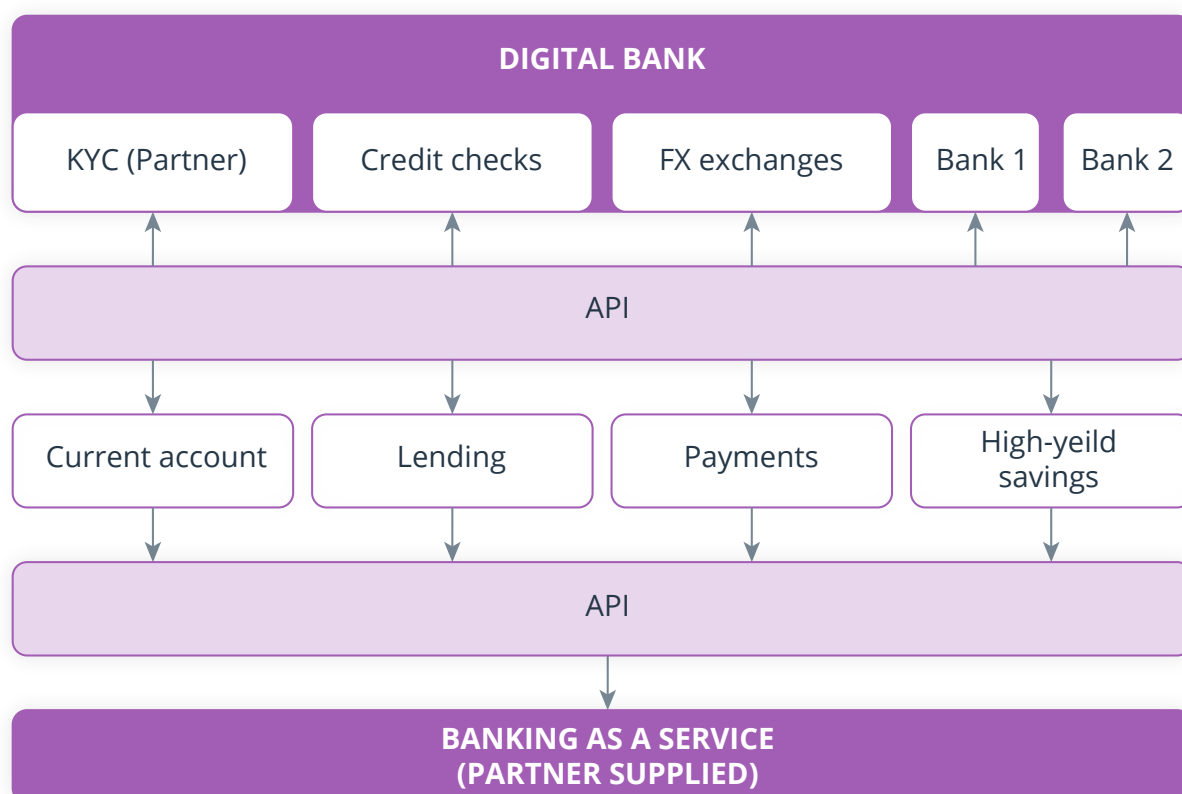 DIGITAL BANK
KYC (Partner)
Credit checks
FX exchanges
Bank 1
Bank 2
API
Current account
Lending
Payments
High-yeild
savings
API
BANKING AS A SERVICE
(PARTNER SUPPLIED)